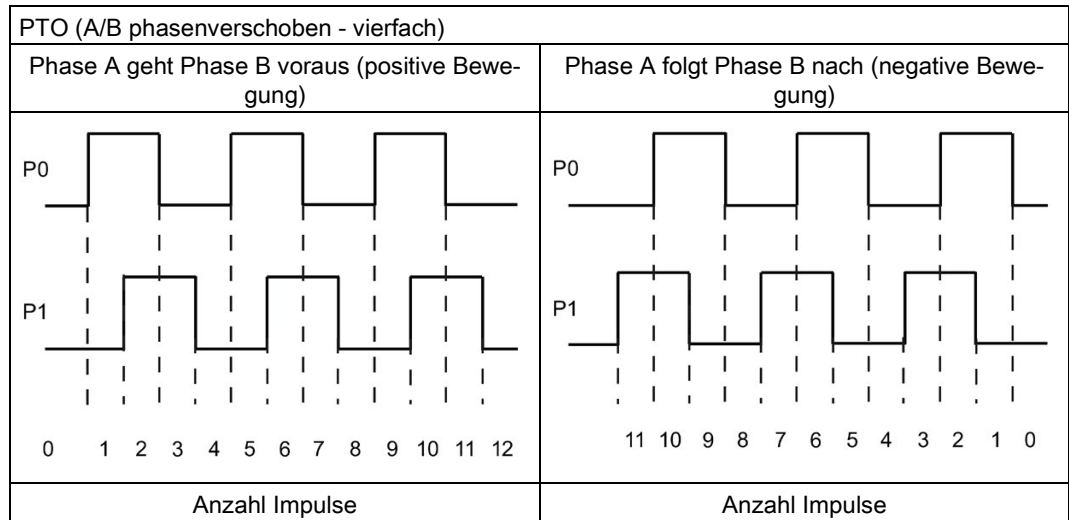 PTO (A/B phasenverschoben - vierfach)
Phase A geht Phase B voraus (positive Bewe-
gung)
Phase A folgt Phase B nach (negative Bewe-
gung)
P0
P1
0 1 2 3 4 5 6 7 8 9 10 11 12
P0
P1
11 10 9 8 7 6 5 4 3 2 1 0
Anzahl Impulse
Anzahl Impulse